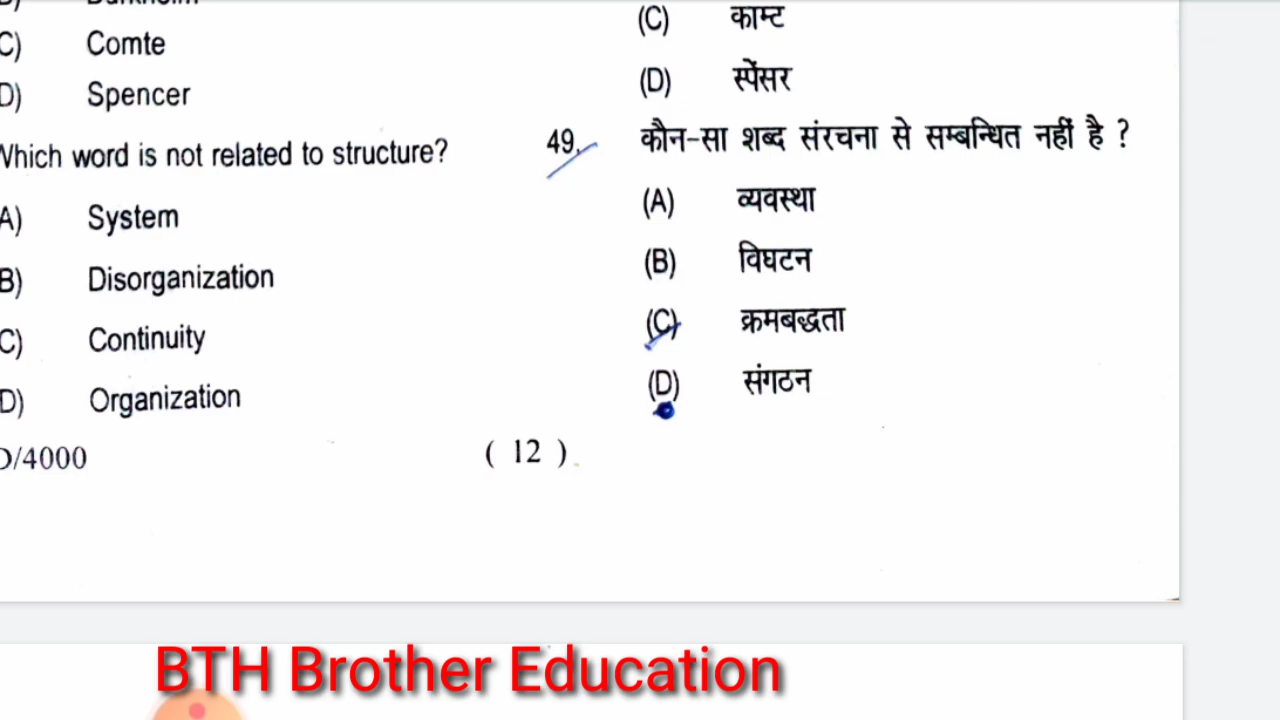 C) Comte
D) Spencer
Which word is not related to structure?
A) System
B) Disorganization
C) Continuity
D) Organization
D/4000
(C) काम्ट
(D) स्पेंसर
49. कौन-सा शब्द संरचना से सम्बन्धित नहीं है ?
(A) व्यवस्था
(B) विघटन
(C) क्रमबद्धता
(D) संगठन
( 12 )
BTH Brother Education